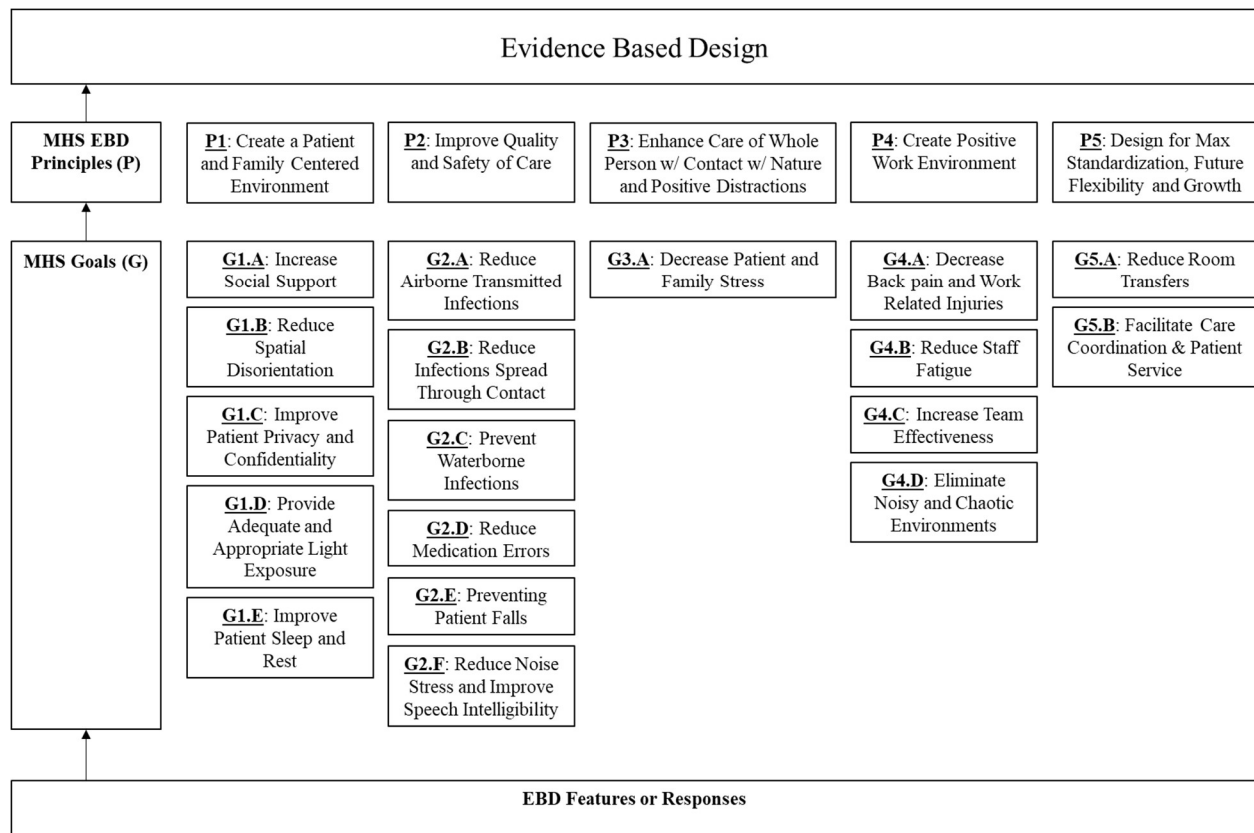 Evidence Based Design
MHS EBD
Principles (P)
P1: Create a Patient
and Family Centered
Environment
P2: Improve Quality
and Safety of Care
P3: Enhance Care of Whole
Person w/ Contact w/ Nature
and Positive Distractions
P4: Create Positive
Work Environment
P5: Design for Max
Standardization, Future
Flexibility and Growth
MHS Goals (G)
G1.A: Increase
Social Support
G1.B: Reduce
Spatial
Disorientation
G1.C: Improve
Patient Privacy and
Confidentiality
G1.D: Provide
Adequate and
Appropriate Light
Exposure
G1.E: Improve
Patient Sleep and
Rest
G2.A: Reduce
Airborne Transmitted
Infections
G2.B: Reduce
Infections Spread
Through Contact
G2.C: Prevent
Waterborne
Infections
G2.D: Reduce
Medication Errors
G2.E: Preventing
Patient Falls
G2.F: Reduce Noise
Stress and Improve
Speech Intelligibility
G3.A: Decrease Patient and
Family Stress
G4.A: Decrease
Back pain and Work
Related Injuries
G4.B: Reduce Staff
Fatigue
G4.C: Increase Team
Effectiveness
G4.D: Eliminate
Noisy and Chaotic
Environments
G5.A: Reduce Room
Transfers
G5.B: Facilitate Care
Coordination & Patient
Service
EBD Features or Responses